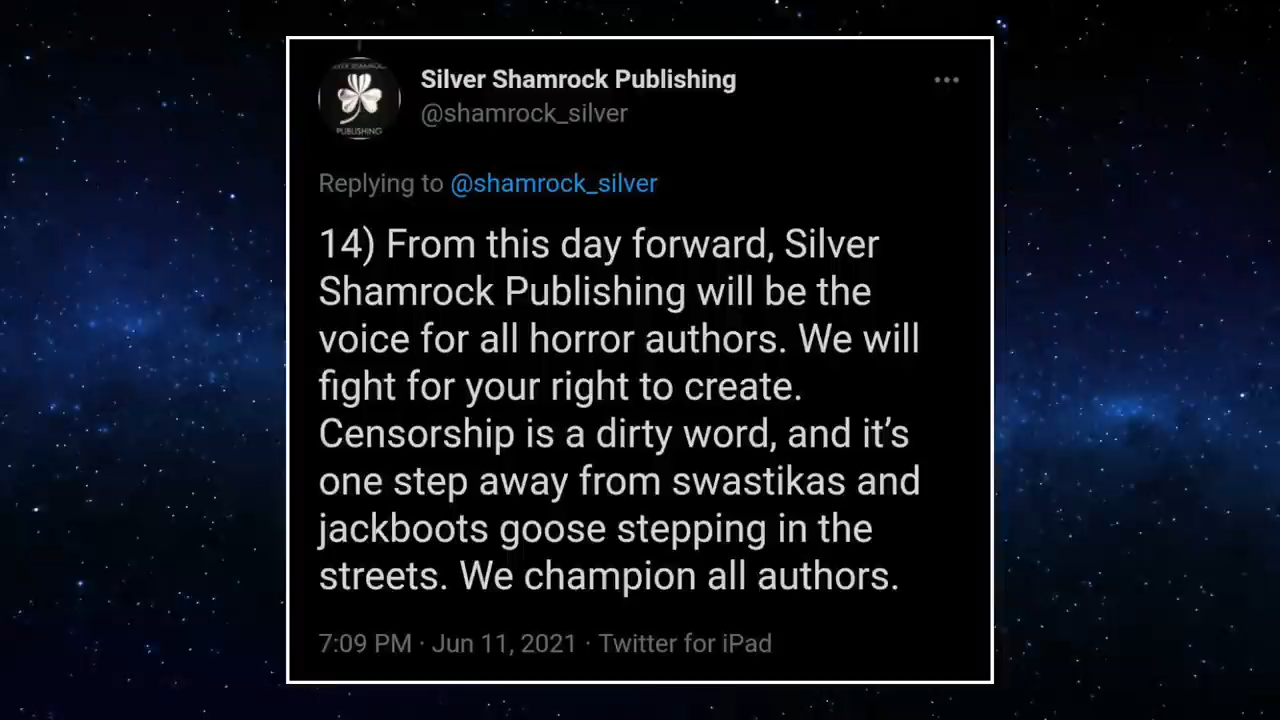 SILVER SHAMROCK
PUBLISHING
Silver Shamrock Publishing
@shamrock_silver
Replying to @shamrock_silver
14) From this day forward, Silver
Shamrock Publishing will be the
voice for all horror authors. We will
fight for your right to create.
Censorship is a dirty word, and it’s
one step away from swastikas and
jackboots goose stepping in the
streets. We champion all authors.
7:09 PM · Jun 11, 2021 · Twitter for iPad